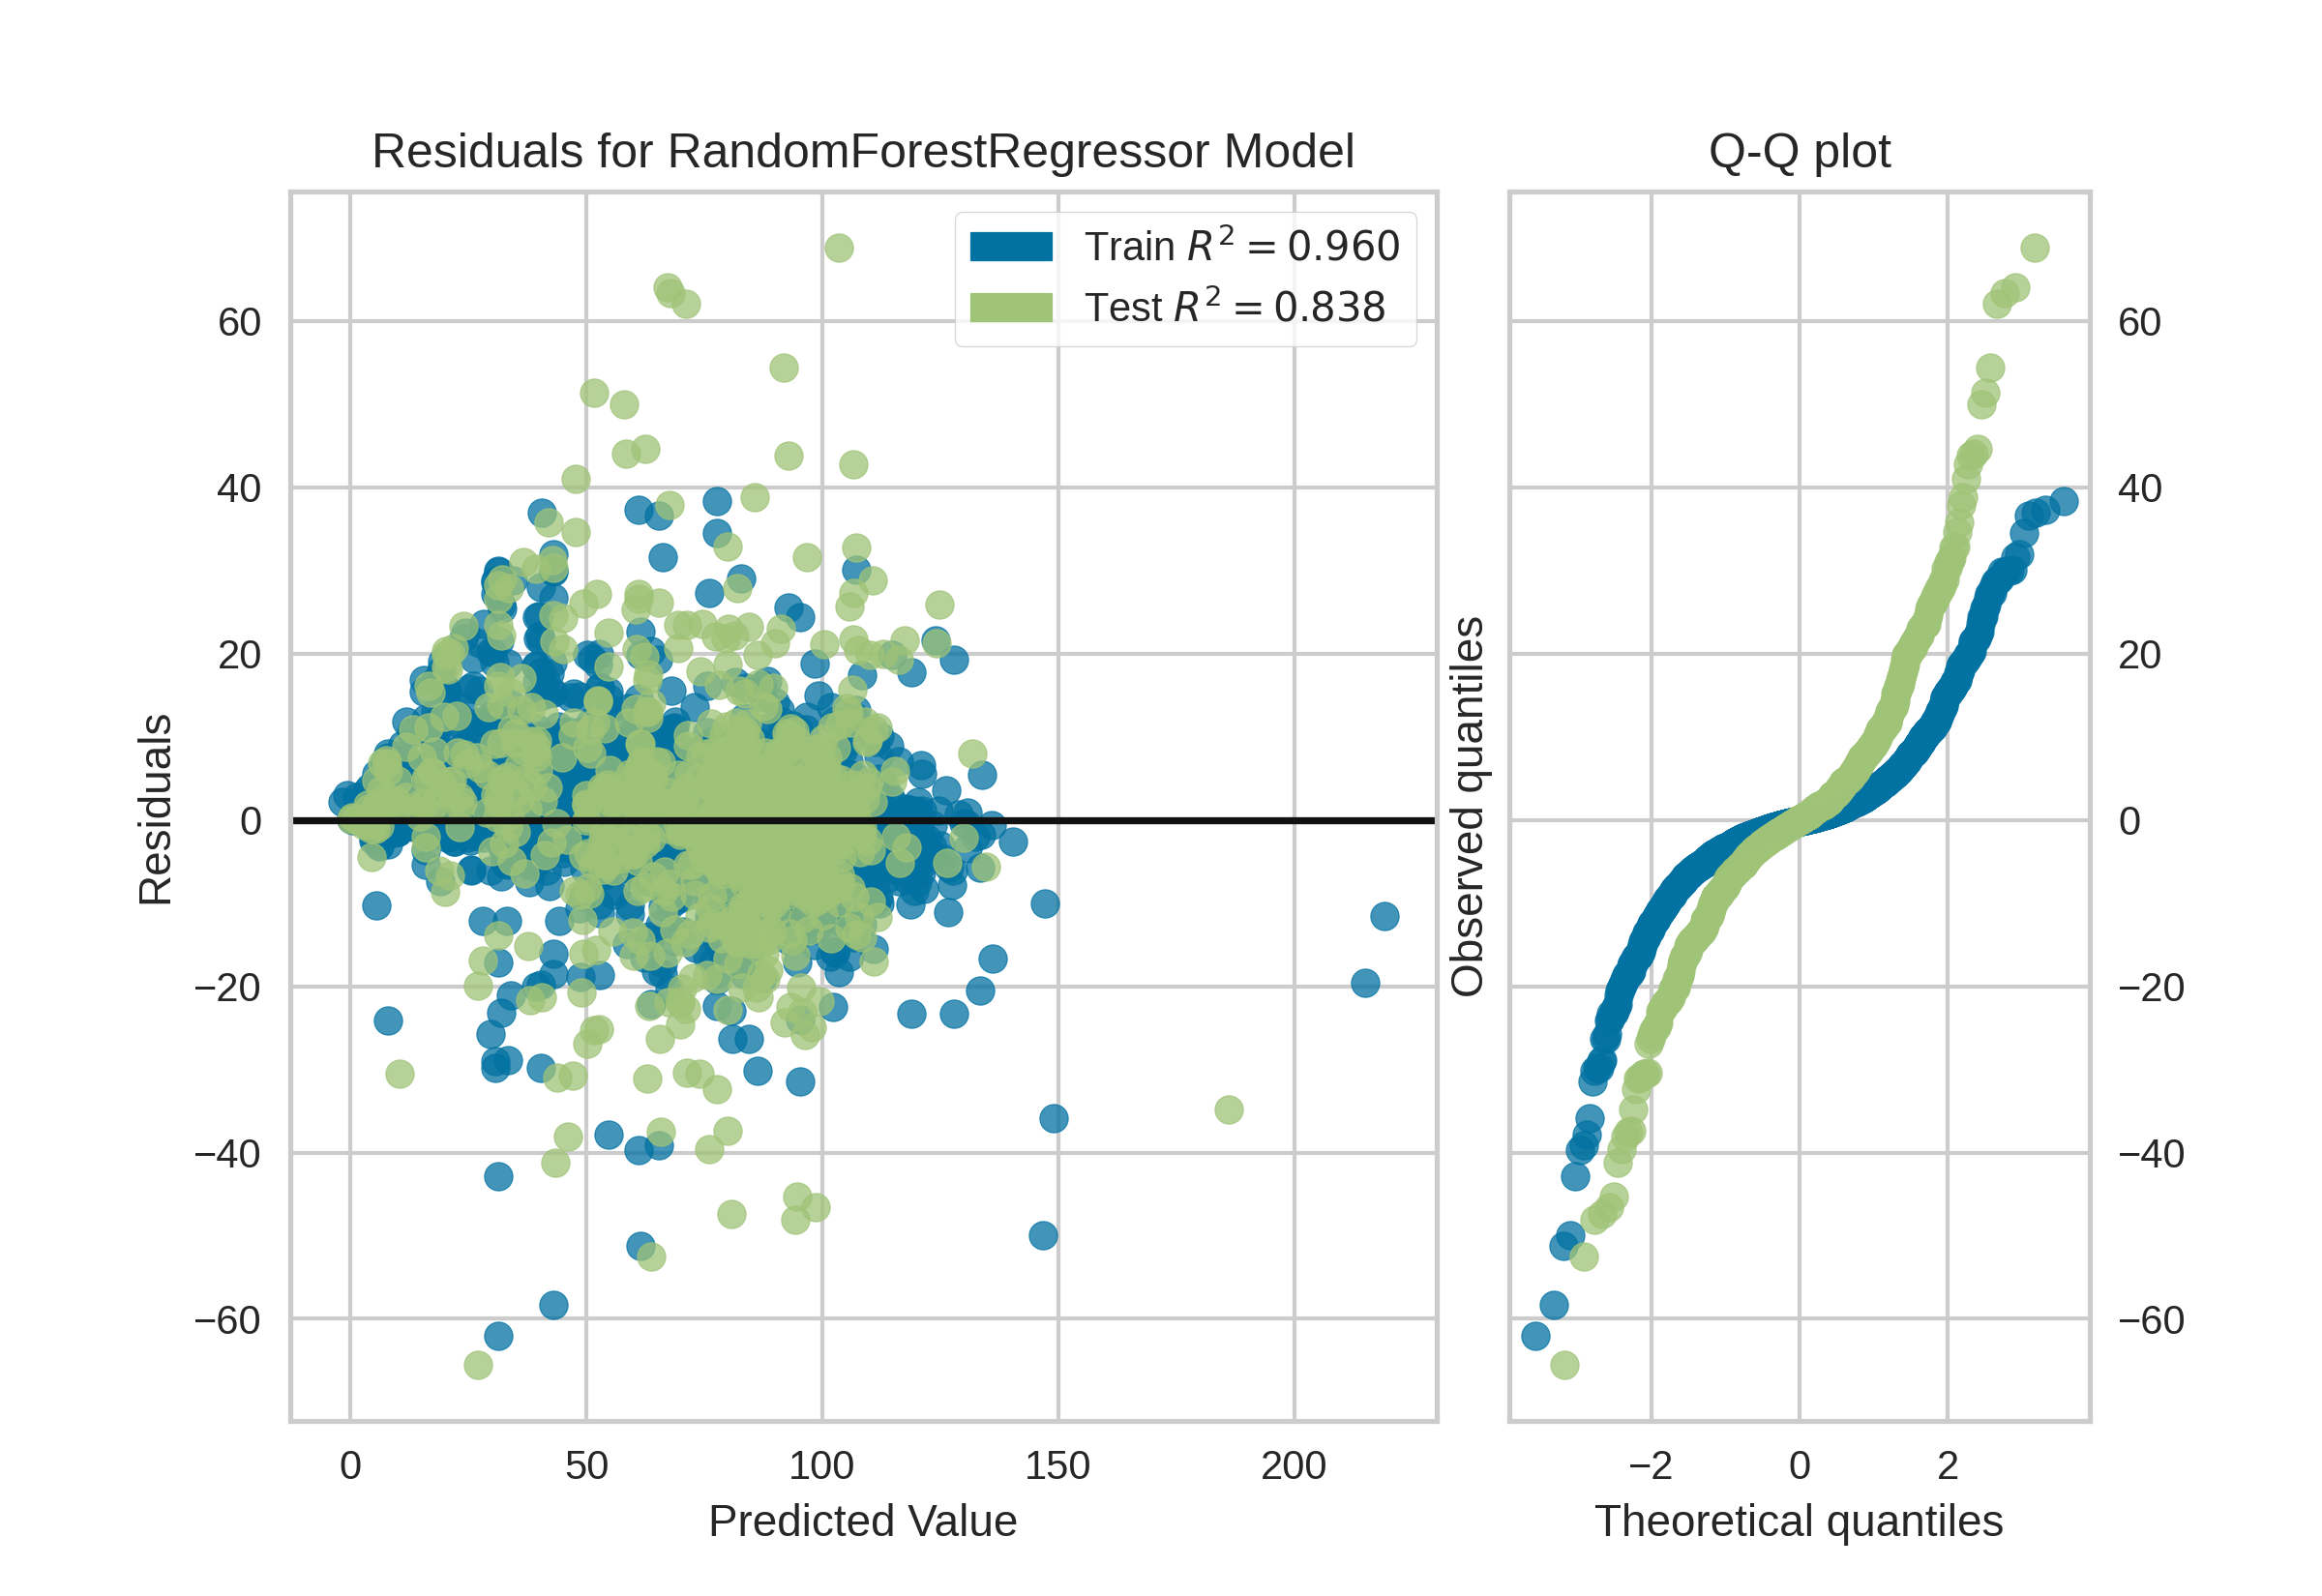 Residuals for RandomForestRegressor Model
Q-Q plot
Train R² = 0.960
Test R² = 0.838
60
40
20
0
−20
−40
−60
Residuals
0 50 100 150 200
Predicted Value
Observed quantiles
60
40
20
0
−20
−40
−60
−2 0 2
Theoretical quantiles